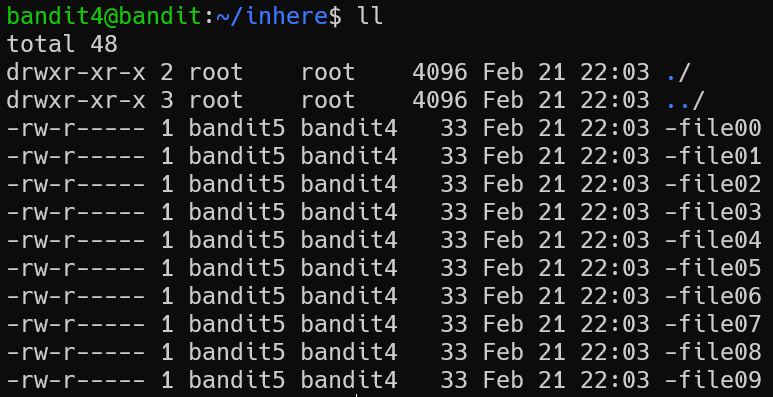 bandit4@bandit:~/inhere$ ll
total 48
drwxr-xr-x 2 root    root    4096 Feb 21 22:03 ./
drwxr-xr-x 3 root    root    4096 Feb 21 22:03 ../
-rw-r----- 1 bandit5 bandit4   33 Feb 21 22:03 -file00
-rw-r----- 1 bandit5 bandit4   33 Feb 21 22:03 -file01
-rw-r----- 1 bandit5 bandit4   33 Feb 21 22:03 -file02
-rw-r----- 1 bandit5 bandit4   33 Feb 21 22:03 -file03
-rw-r----- 1 bandit5 bandit4   33 Feb 21 22:03 -file04
-rw-r----- 1 bandit5 bandit4   33 Feb 21 22:03 -file05
-rw-r----- 1 bandit5 bandit4   33 Feb 21 22:03 -file06
-rw-r----- 1 bandit5 bandit4   33 Feb 21 22:03 -file07
-rw-r----- 1 bandit5 bandit4   33 Feb 21 22:03 -file08
-rw-r----- 1 bandit5 bandit4   33 Feb 21 22:03 -file09